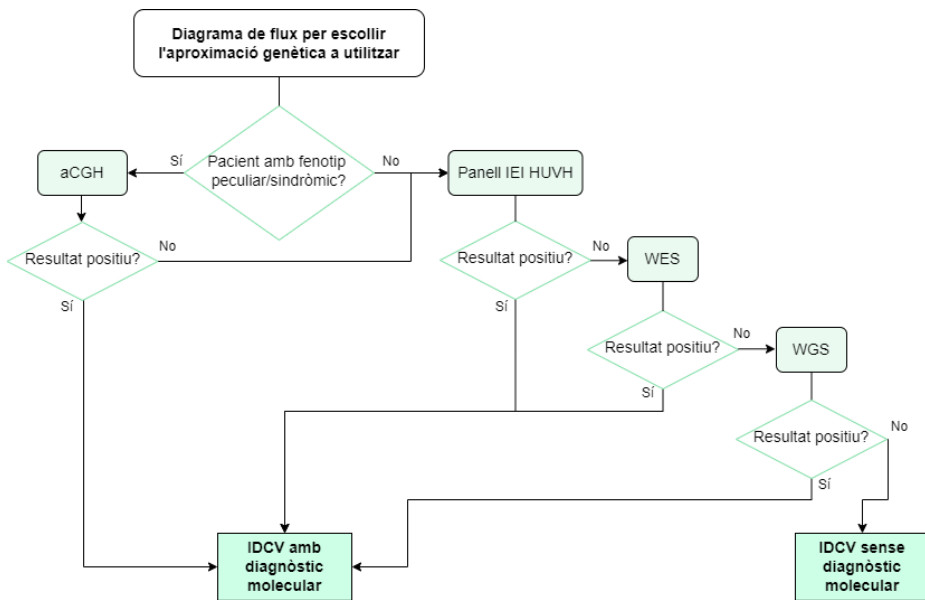 Diagrama de flux per escollir
l'aproximació genètica a utilitzar
Pacient amb fenotip
peculiar/sindròmic?
Sí
No
aCGH
Panell IEI HUVH
Resultat positiu?
No
Sí
Resultat positiu?
No
Sí
WES
Resultat positiu?
No
Sí
WGS
Resultat positiu?
No
Sí
IDCV amb
diagnòstic
molecular
IDCV sense
diagnòstic
molecular